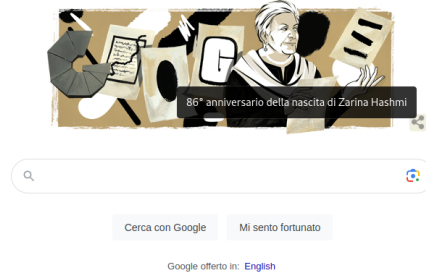 G
86° anniversario della nascita di Zarina Hashmi
Cerca con Google
Mi sento fortunato
Google offerto in: English